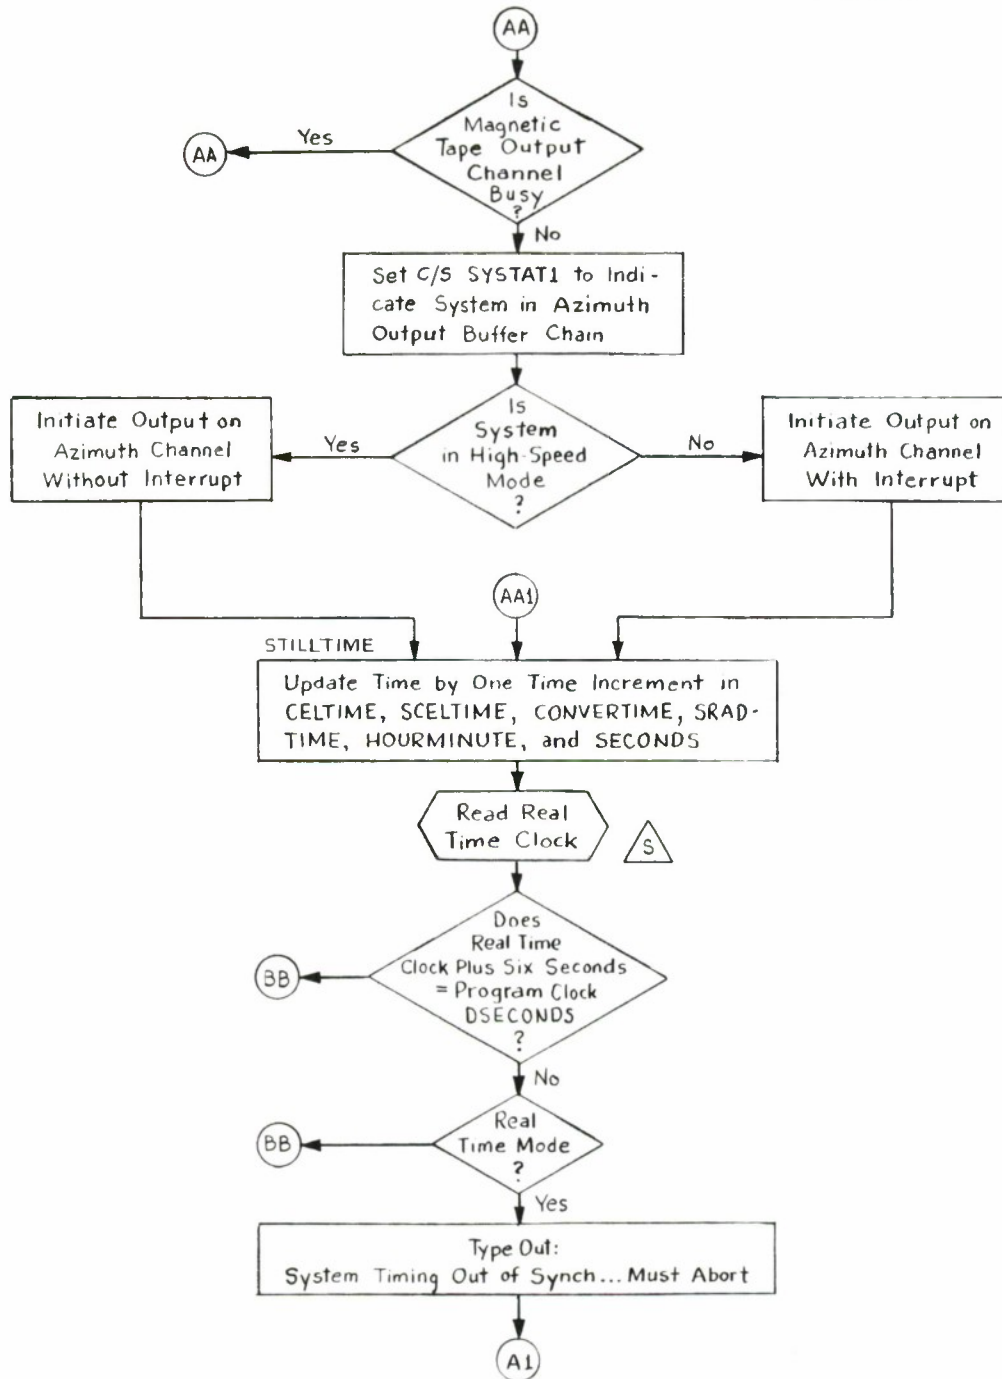 AA
Is
Magnetic
Tape Output
Channel
Busy
?
Yes
AA
No
Set C/S SYSTAT1 to Indi-
cate System in Azimuth
Output Buffer Chain
Initiate Output on
Azimuth Channel
Without Interrupt
Yes
Is
System
in High-Speed
Mode
?
No
Initiate Output on
Azimuth Channel
With Interrupt
AA1
STILLTIME
Update Time by One Time Increment in
CELTIME, SCELTIME, CONVERTIME, SRAD-
TIME, HOURMINUTE, and SECONDS
Read Real
Time Clock
S
Does
Real Time
Clock Plus Six Seconds
= Program Clock
DSECONDS
?
BB
No
Real
Time Mode
?
BB
Yes
Type Out:
System Timing Out of Synch... Must Abort
A1